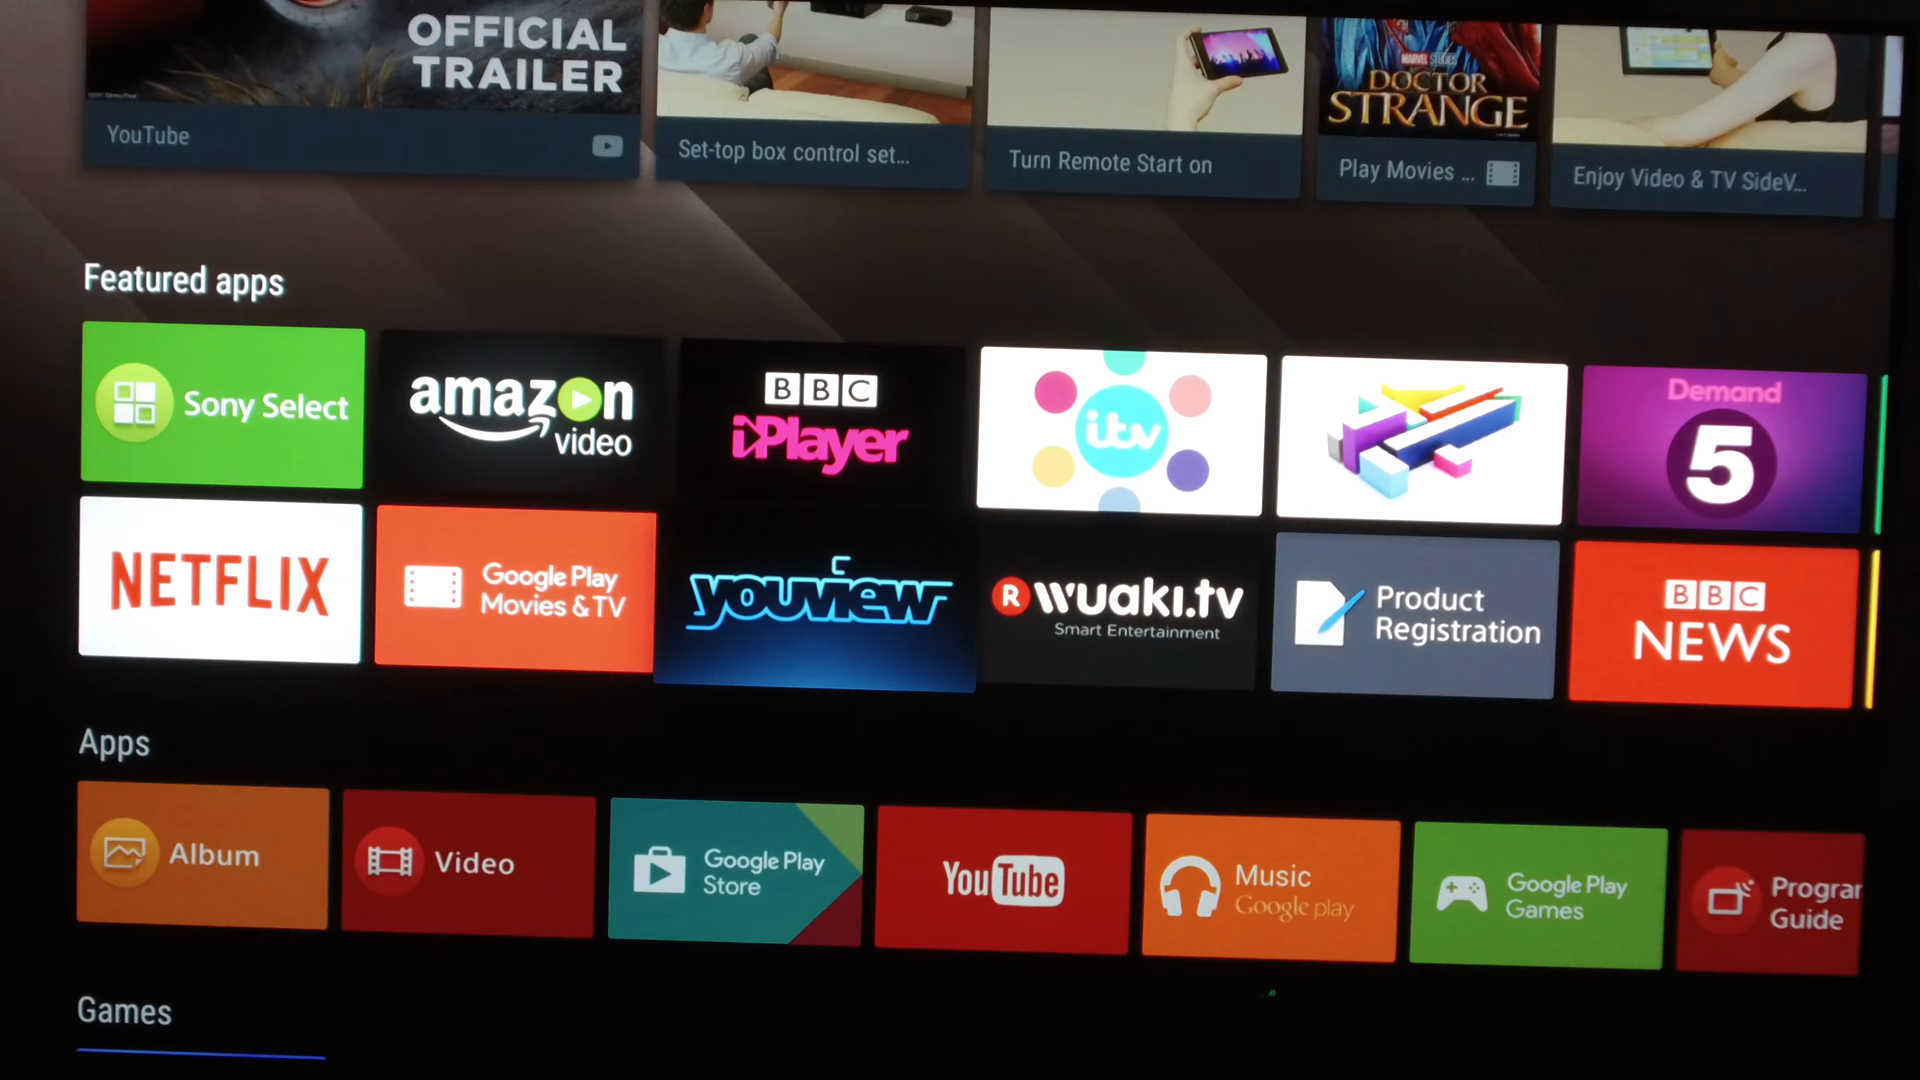 OFFICIAL
TRAILER
YouTube
Set-top box control set...
Turn Remote Start on
MARVEL STUDIOS
DOCTOR
STRANGE
Play Movies ...
Enjoy Video & TV SideV...
Featured apps
Sony Select
amazon
video
BBC
iPlayer
itv
Demand
5
NETFLIX
Google Play
Movies & TV
youview
R wuaki.tv
Smart Entertainment
Product
Registration
BBC
NEWS
Apps
Album
Video
Google Play
Store
YouTube
Music
Google play
Google Play
Games
Progra
Guide
Games